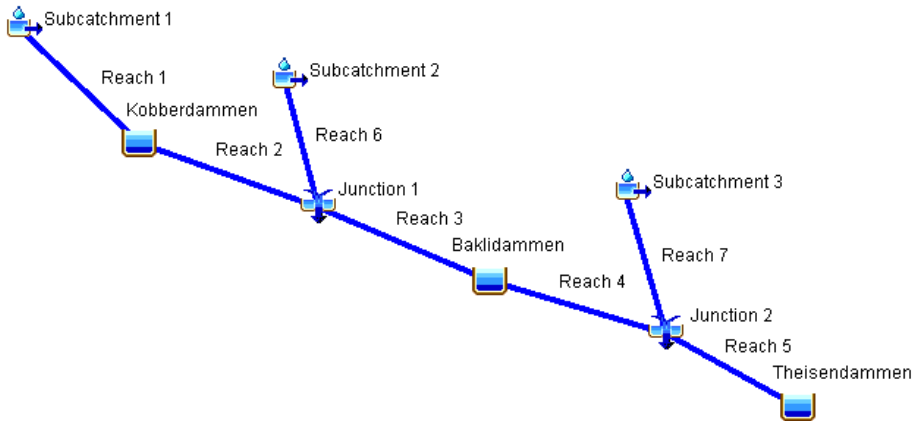 Subcatchment 1
Subcatchment 2
Reach 1
Kobberdammen
Reach 6
Reach 2
Subcatchment 3
Junction 1
Reach 3
Baklidammen
Reach 7
Reach 4
Junction 2
Reach 5
Theisendammen